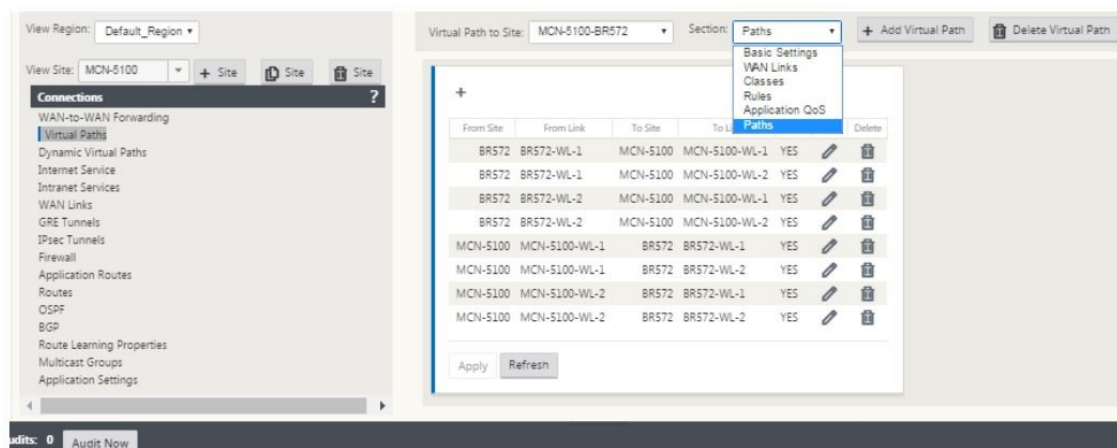 View Region: Default_Region
Virtual Path to Site: MCN-5100-BR572 Section: Paths + Add Virtual Path Delete Virtual Path
Basic Settings
WAN Links
Classes
Rules
Application QoS
Paths
View Site: MCN-5100 + Site Site Site
Connections ?
WAN-to-WAN Forwarding
Virtual Paths
Dynamic Virtual Paths
Internet Service
Intranet Services
WAN Links
GRE Tunnels
IPsec Tunnels
Firewall
Application Routes
Routes
OSPF
BGP
Route Learning Properties
Multicast Groups
Application Settings
+
From Site From Link To Site Delete
BR572 BR572-WL-1 MCN-5100 MCN-5100-WL-1 YES
BR572 BR572-WL-1 MCN-5100 MCN-5100-WL-2 YES
BR572 BR572-WL-2 MCN-5100 MCN-5100-WL-1 YES
BR572 BR572-WL-2 MCN-5100 MCN-5100-WL-2 YES
MCN-5100 MCN-5100-WL-1 BR572 BR572-WL-1 YES
MCN-5100 MCN-5100-WL-1 BR572 BR572-WL-2 YES
MCN-5100 MCN-5100-WL-2 BR572 BR572-WL-1 YES
MCN-5100 MCN-5100-WL-2 BR572 BR572-WL-2 YES
Apply Refresh
udits: 0 Audit Now